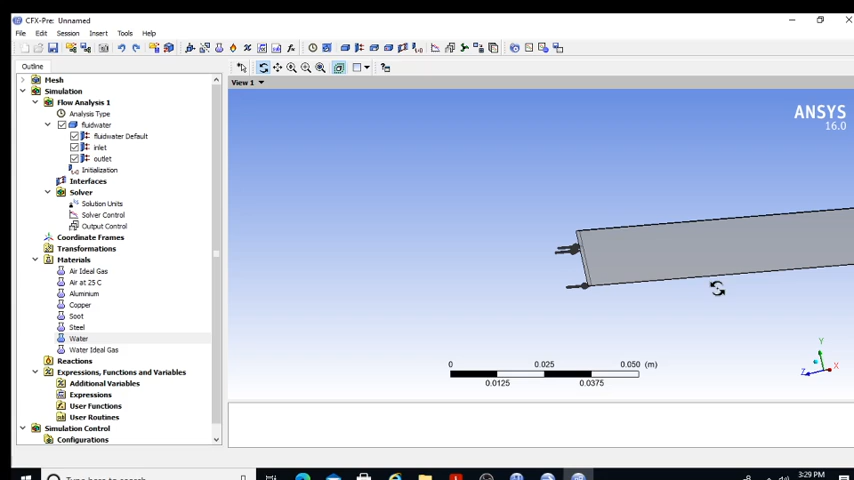 CFX-Pre: Unnamed
File Edit Session Insert Tools Help
Outline
View 1
Mesh
Simulation
Flow Analysis 1
Analysis Type
fluidwater
fluidwater Default
inlet
outlet
Initialization
Interfaces
Solver
Solution Units
Solver Control
Output Control
Coordinate Frames
Transformations
Materials
Air Ideal Gas
Air at 25 C
Aluminium
Copper
Soot
Steel
Water
Water Ideal Gas
Reactions
Expressions, Functions and Variables
Additional Variables
Expressions
User Functions
User Routines
Simulation Control
Configurations
ANSYS
16.0
0 0.025 0.050 (m)
0.0125 0.0375
Y
X
Z
Type here to search
3:29 PM